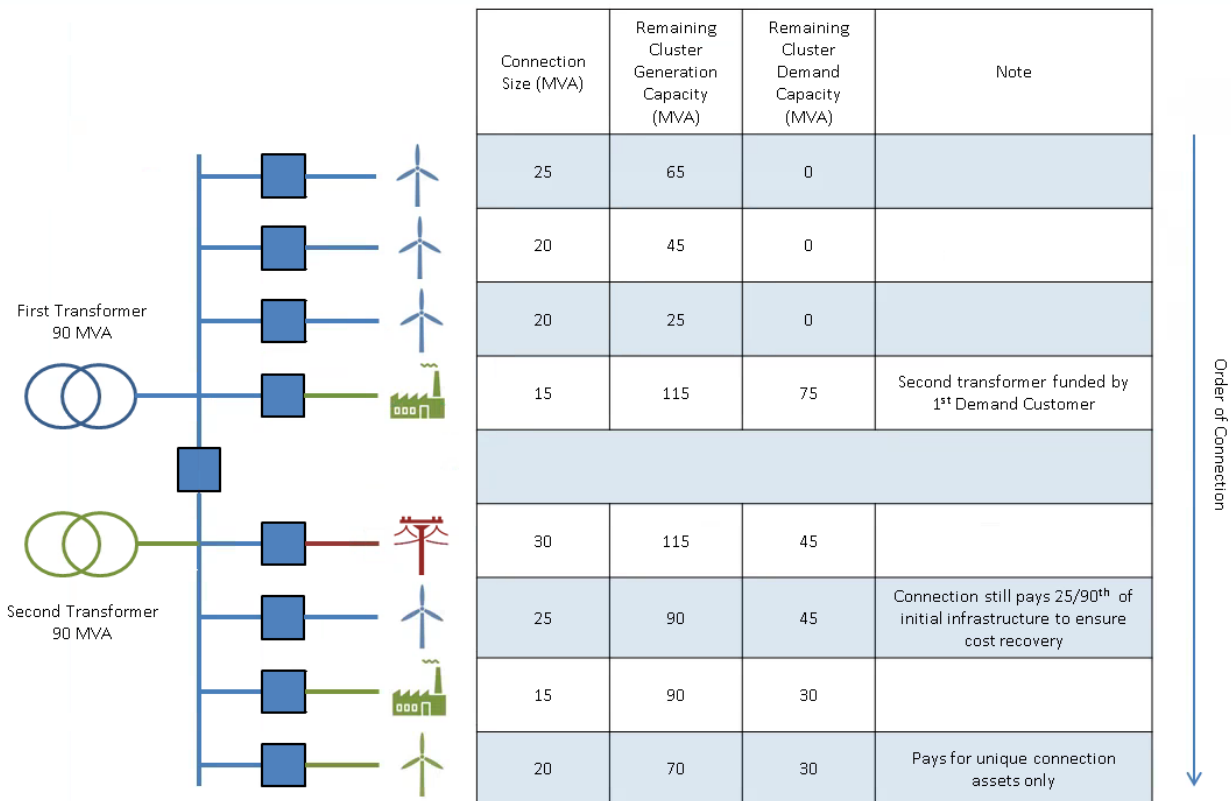 Connection
Size (MVA)
Remaining
Cluster
Generation
Capacity
(MVA)
Remaining
Cluster
Demand
Capacity
(MVA)
Note
25
65
0
20
45
0
20
25
0
First Transformer
90 MVA
15
115
75
Second transformer funded by
1st Demand Customer
30
115
45
Second Transformer
90 MVA
25
90
45
Connection still pays 25/90th of
initial infrastructure to ensure
cost recovery
15
90
30
20
70
30
Pays for unique connection
assets only
Order of Connection